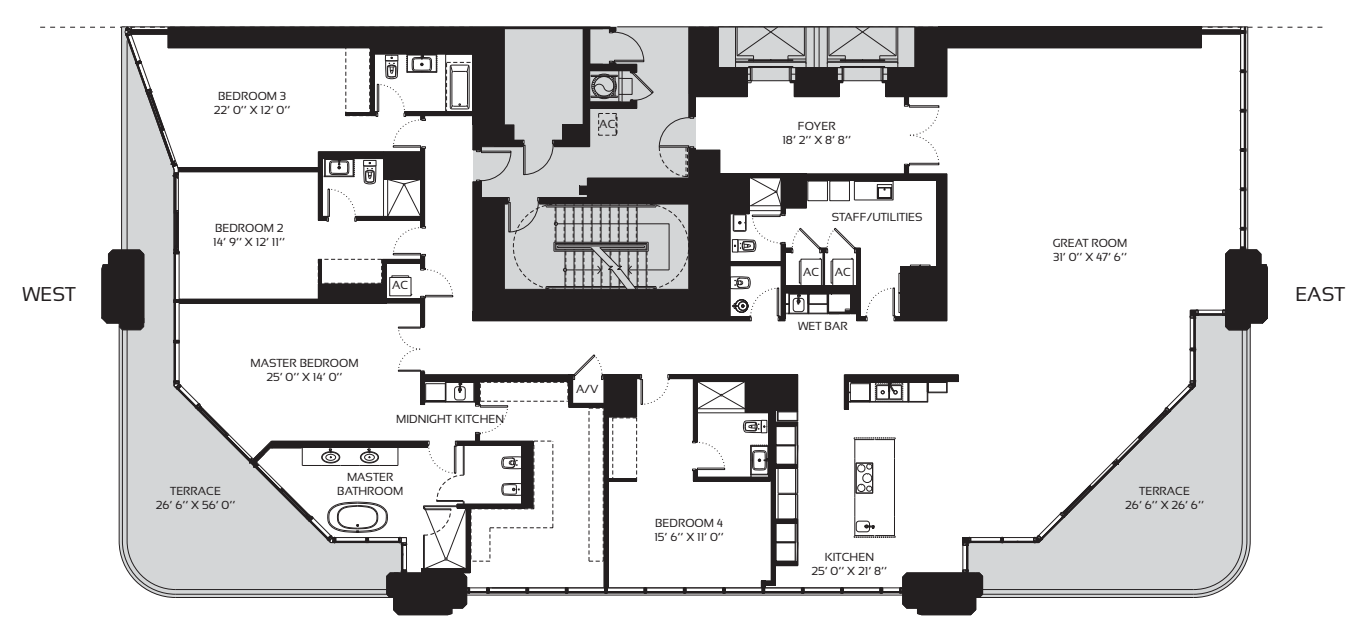 BEDROOM 3
22' 0'' X 12' 0''
AC
FOYER
18' 2'' X 8' 8''
BEDROOM 2
14' 9'' X 12' 11''
AC
STAFF/UTILITIES
AC
AC
GREAT ROOM
31' 0'' X 47' 6''
WEST
EAST
WET BAR
MASTER BEDROOM
25' 0'' X 14' 0''
A/V
MIDNIGHT KITCHEN
MASTER
BATHROOM
TERRACE
26' 6'' X 56' 0''
BEDROOM 4
15' 6'' X 11' 0''
KITCHEN
25' 0'' X 21' 8''
TERRACE
26' 6'' X 26' 6''